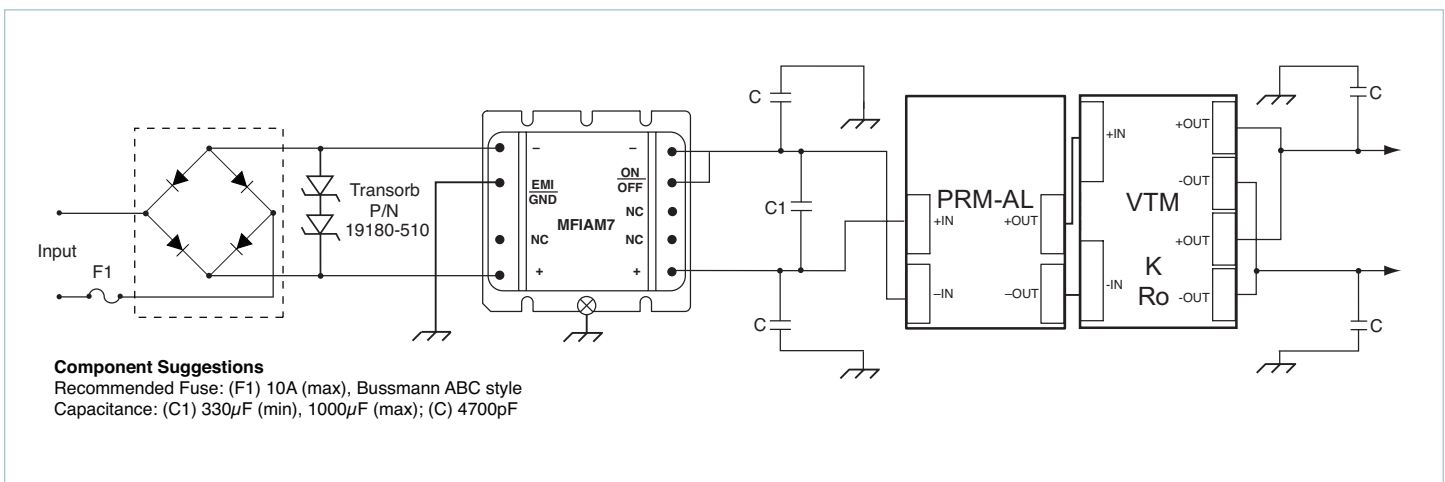 Input
F1
Transorb
P/N
19180-510
–
EMI
GND
NC
+
MFIAM7
–
ON
OFF
NC
NC
+
C
C1
C
PRM-AL
+IN
–IN
+OUT
–OUT
VTM
K
Ro
+IN
-IN
+OUT
-OUT
+OUT
-OUT
C
C
Component Suggestions
Recommended Fuse: (F1) 10A (max), Bussmann ABC style
Capacitance: (C1) 330µF (min), 1000µF (max); (C) 4700pF